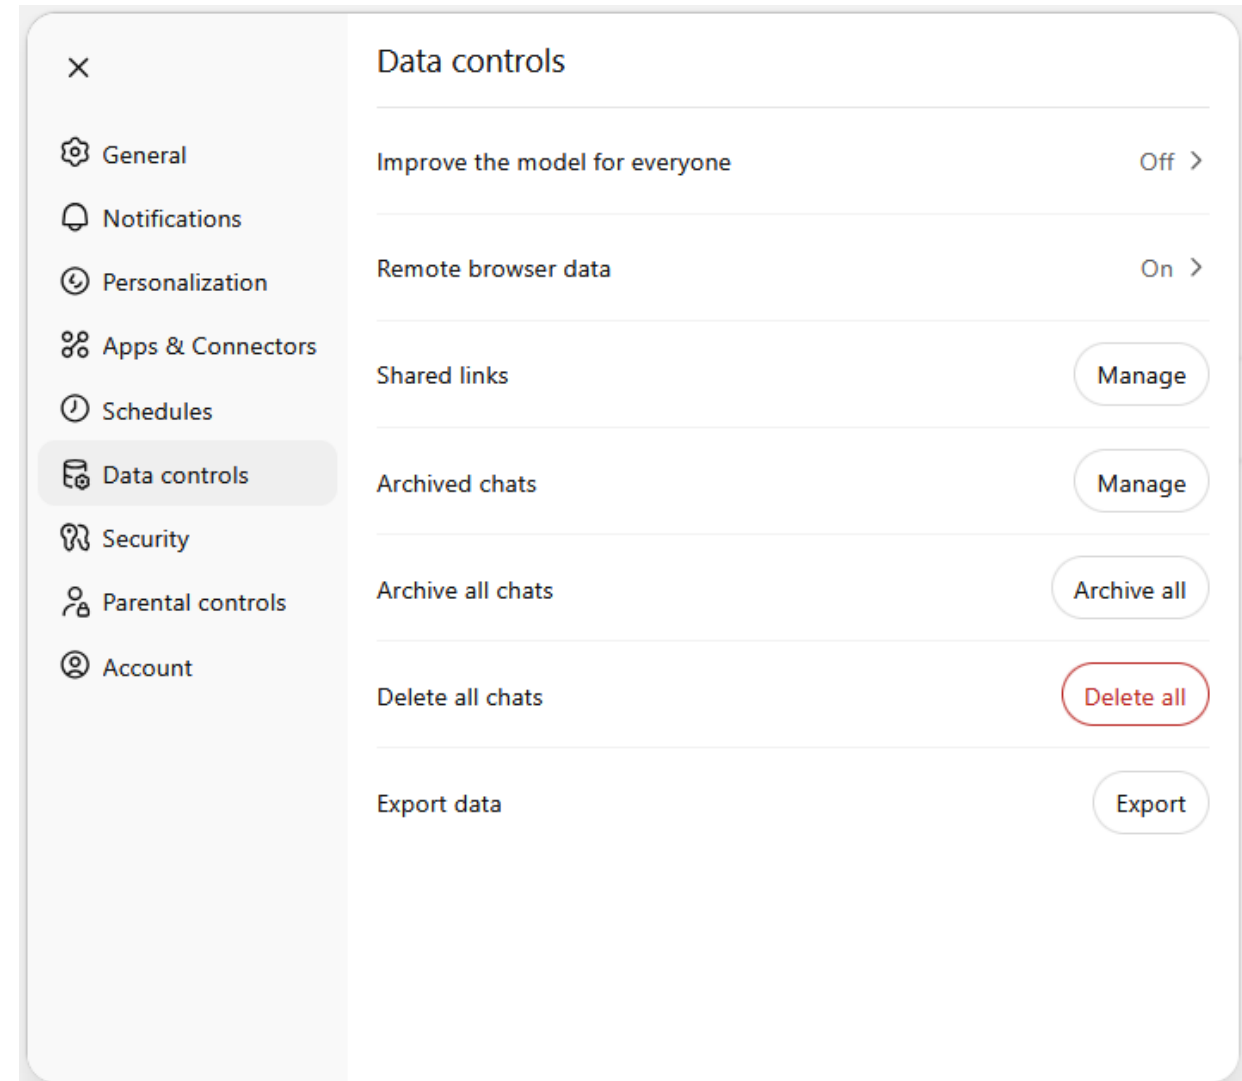 General
Notifications
Personalization
Apps & Connectors
Schedules
Data controls
Security
Parental controls
Account
Data controls
Improve the model for everyone Off
Remote browser data On
Shared links Manage
Archived chats Manage
Archive all chats Archive all
Delete all chats Delete all
Export data Export